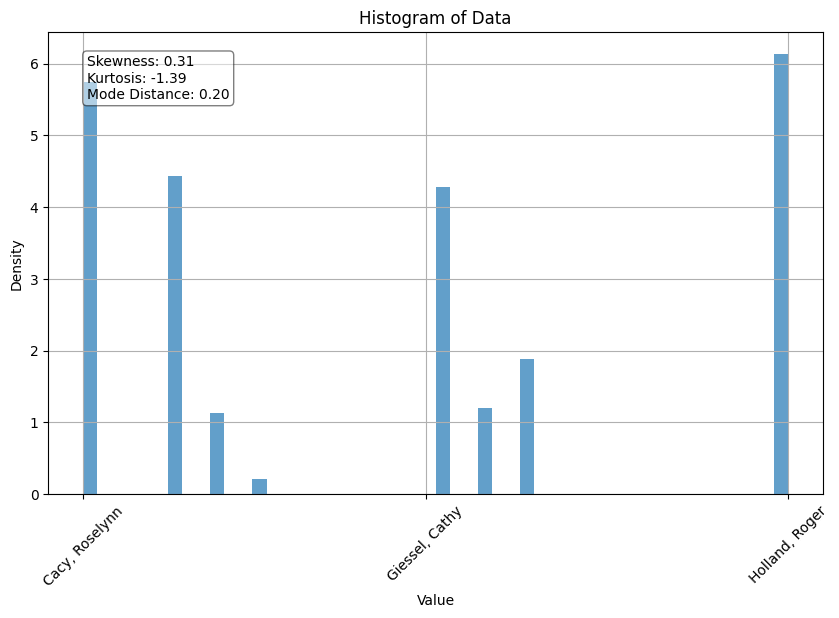 Histogram of Data
Skewness: 0.31
Kurtosis: -1.39
Mode Distance: 0.20
6
5
4
3
2
1
0
Density
Cacy, Roselynn
Giessel, Cathy
Holland, Roger
Value